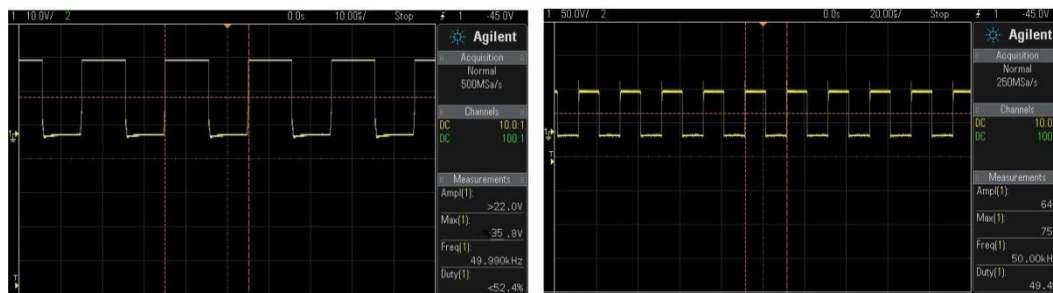 1 10.0V/ 2 0.0s 10.00s/ Stop 1 -45.0V
Agilent
Acquisition
Normal
500MSa/s
Channels
DC 10.0:1
DC 100:1
Measurements
Ampl(1):
>22.0V
Max(1):
35.8V
Freq(1):
49.990kHz
Duty(1):
<52.4%
T
1 50.0V/ 2 0.0s 20.00s/ Stop 1 -45.0V
Agilent
Acquisition
Normal
250MSa/s
Channels
DC 10.0
DC 100
Measurements
Ampl(1):
64
Max(1):
75
Freq(1):
50.00kH
Duty(1):
49.4
T